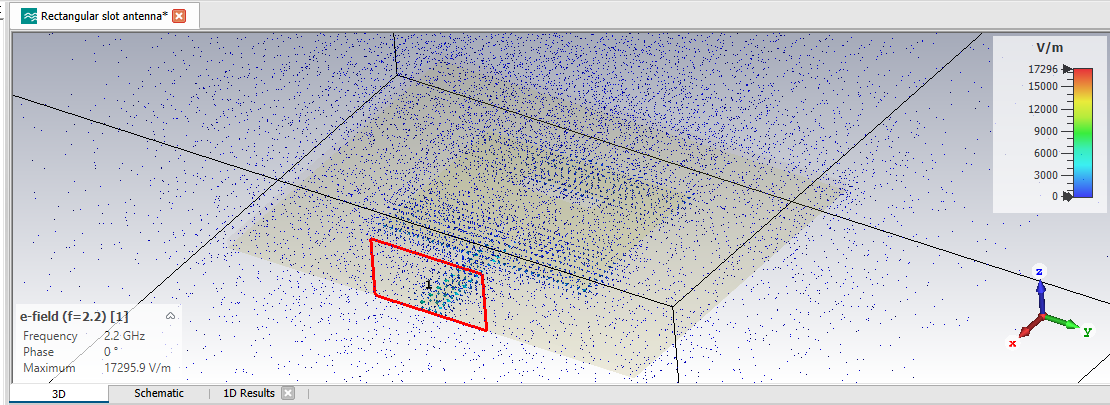 Rectangular slot antenna*
V/m
17296
15000
12000
9000
6000
3000
0
1
z
y
x
e-field (f=2.2) [1]
Frequency 2.2 GHz
Phase 0 °
Maximum 17295.9 V/m
3D Schematic 1D Results